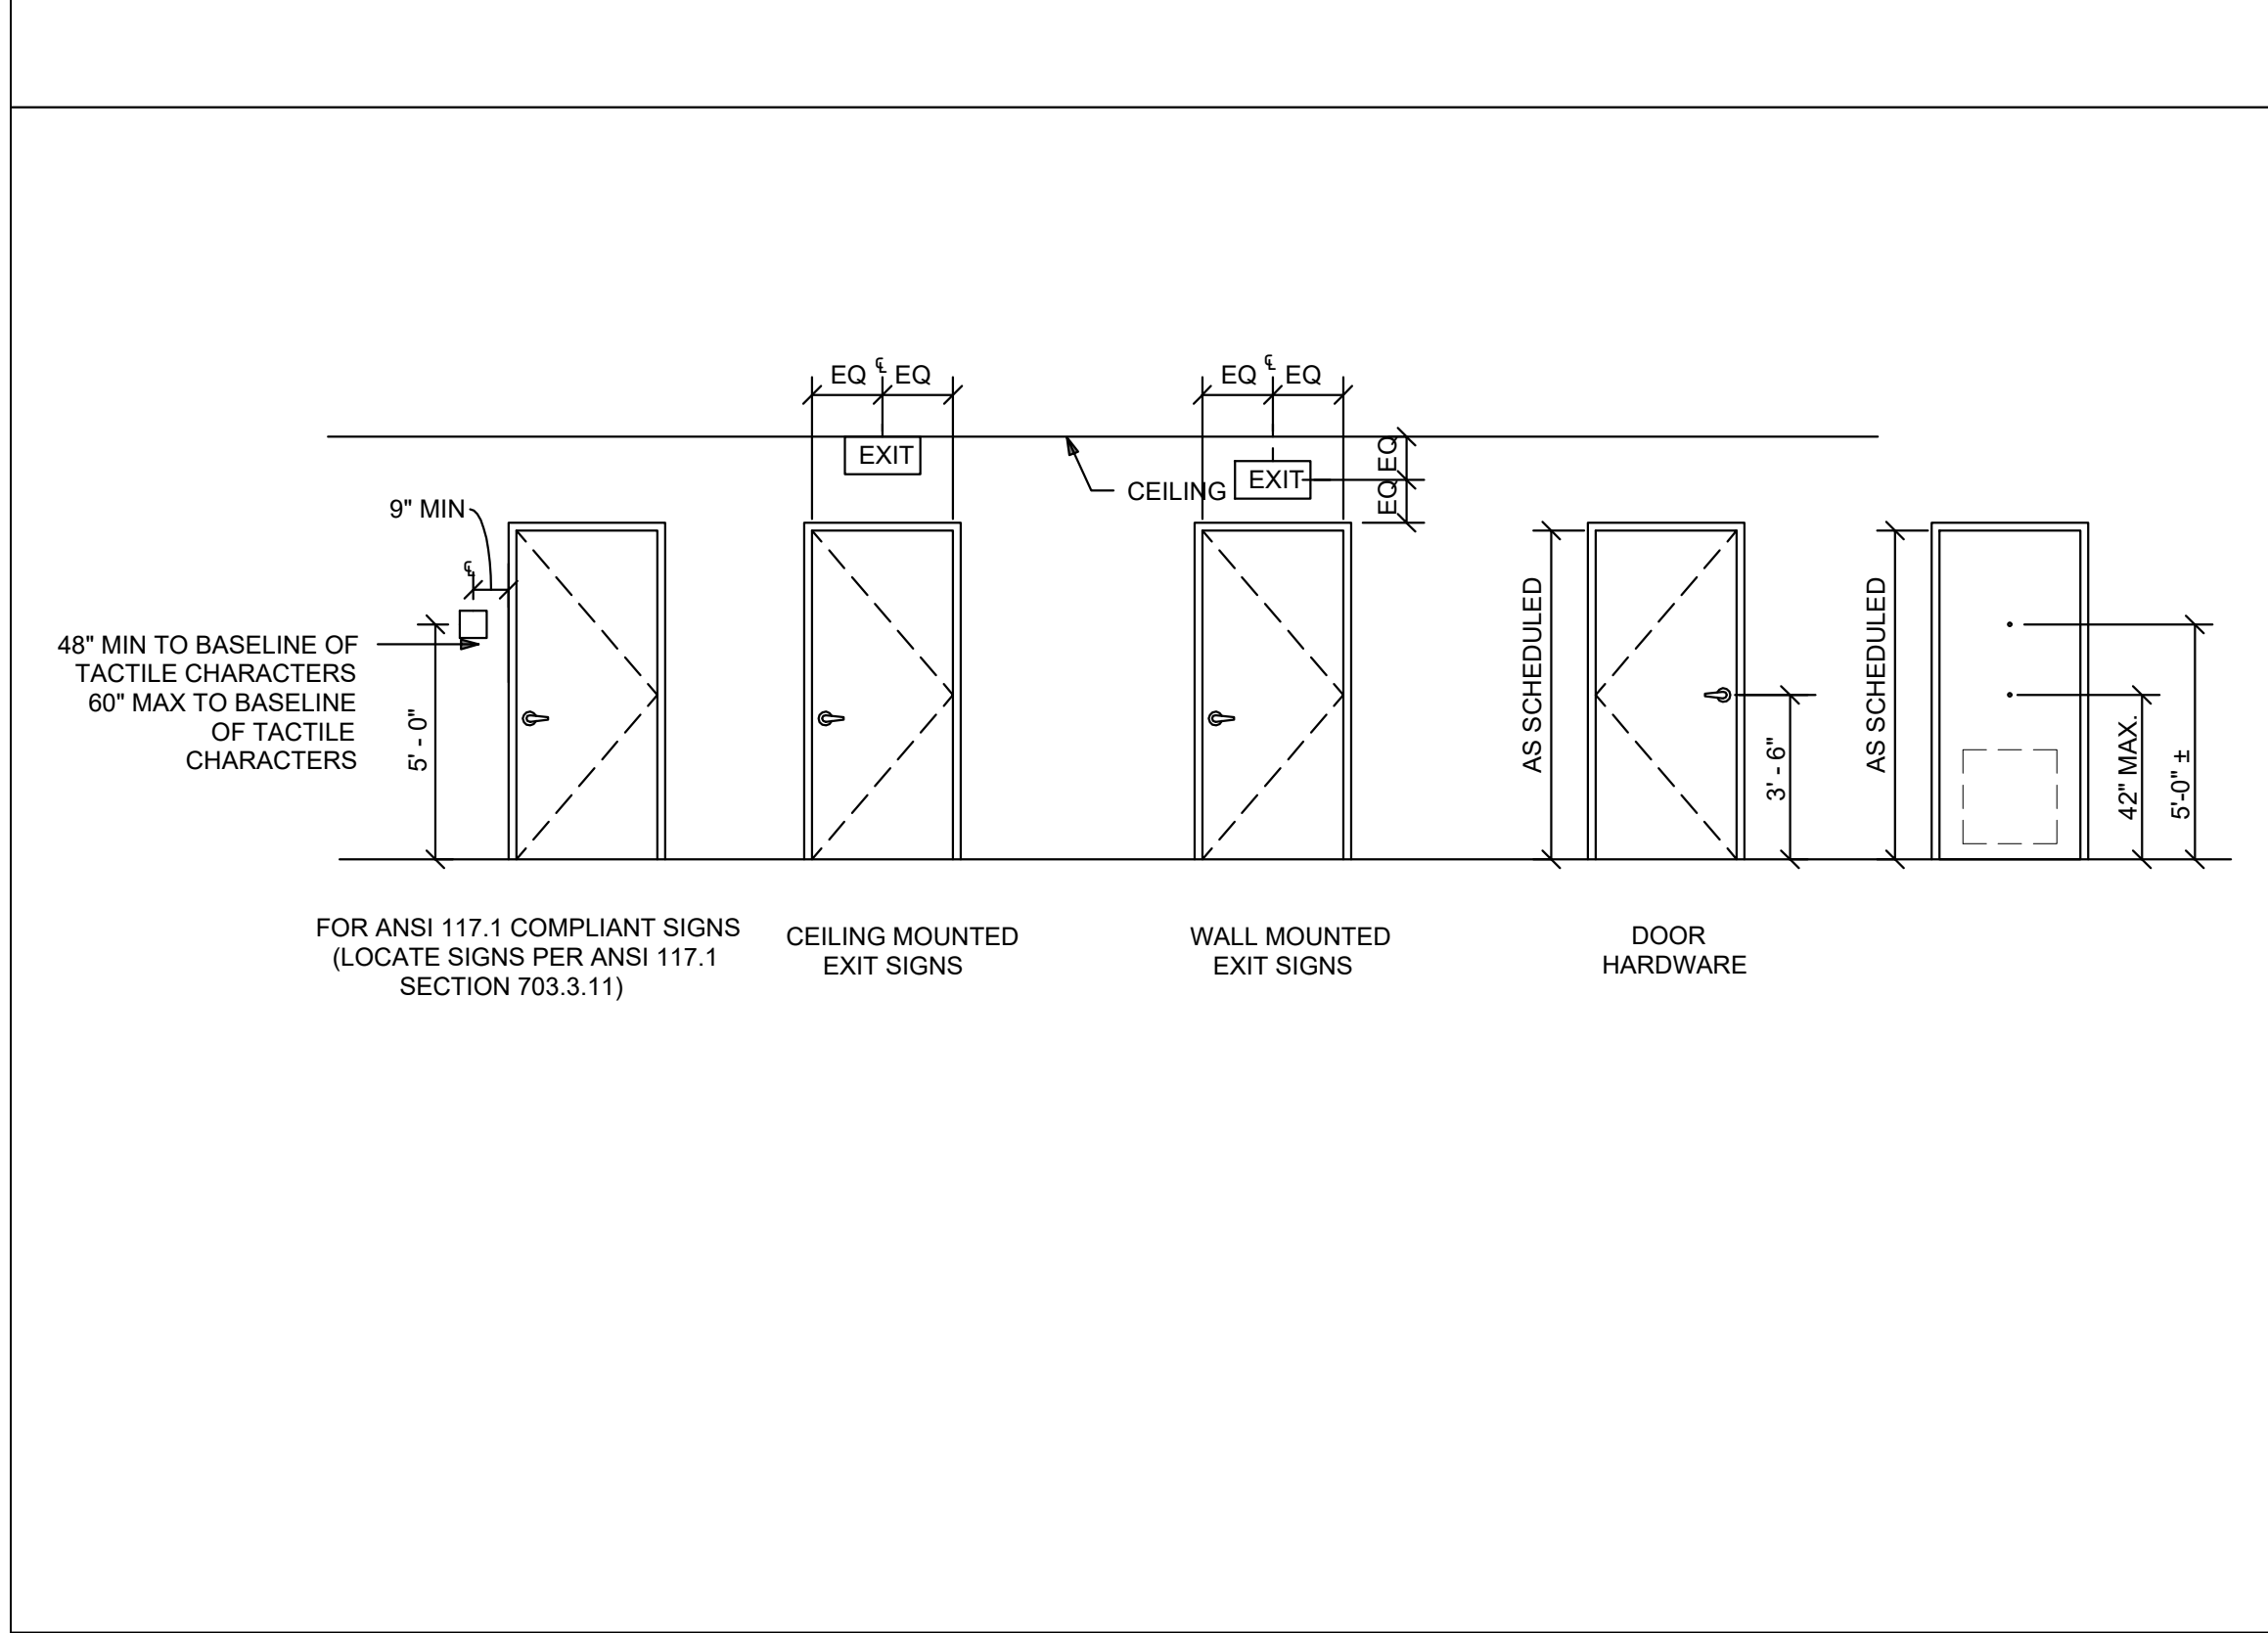 EQ ℄ EQ
EQ ℄ EQ
EXIT
EQ
CEILING
EXIT
EQ
9" MIN
℄
48" MIN TO BASELINE OF
TACTILE CHARACTERS
60" MAX TO BASELINE
OF TACTILE
CHARACTERS
5' - 0"
AS SCHEDULED
3' - 6"
AS SCHEDULED
42" MAX.
5'-0" ±
FOR ANSI 117.1 COMPLIANT SIGNS
(LOCATE SIGNS PER ANSI 117.1
SECTION 703.3.11)
CEILING MOUNTED
EXIT SIGNS
WALL MOUNTED
EXIT SIGNS
DOOR
HARDWARE